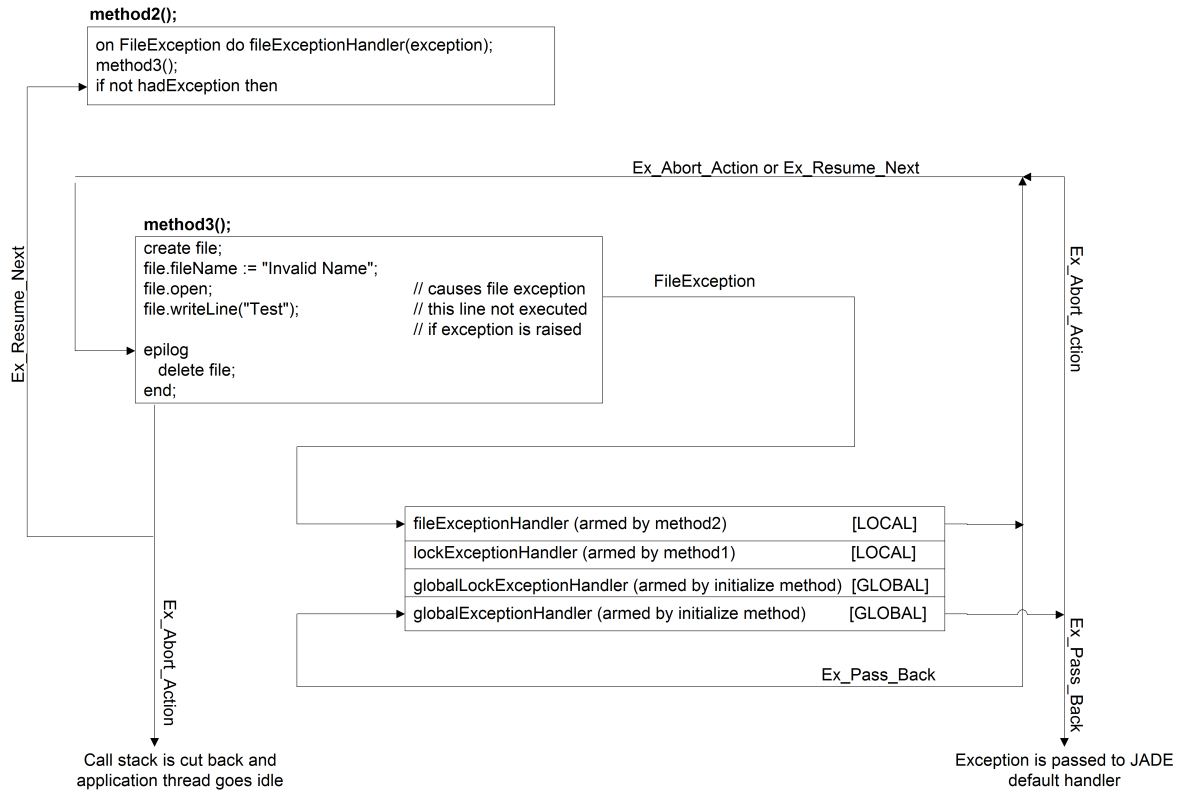 method2();
on FileException do fileExceptionHandler(exception);
method3();
if not hadException then
Ex_Abort_Action or Ex_Resume_Next
method3();
create file;
file.fileName := "Invalid Name";
file.open; // causes file exception
file.writeLine("Test"); // this line not executed
// if exception is raised
epilog
delete file;
end;
FileException
Ex_Resume_Next
Ex_Abort_Action
fileExceptionHandler (armed by method2) [LOCAL]
lockExceptionHandler (armed by method1) [LOCAL]
globalLockExceptionHandler (armed by initialize method) [GLOBAL]
globalExceptionHandler (armed by initialize method) [GLOBAL]
Ex_Abort_Action
Ex_Pass_Back
Ex_Pass_Back
Call stack is cut back and
application thread goes idle
Exception is passed to JADE
default handler